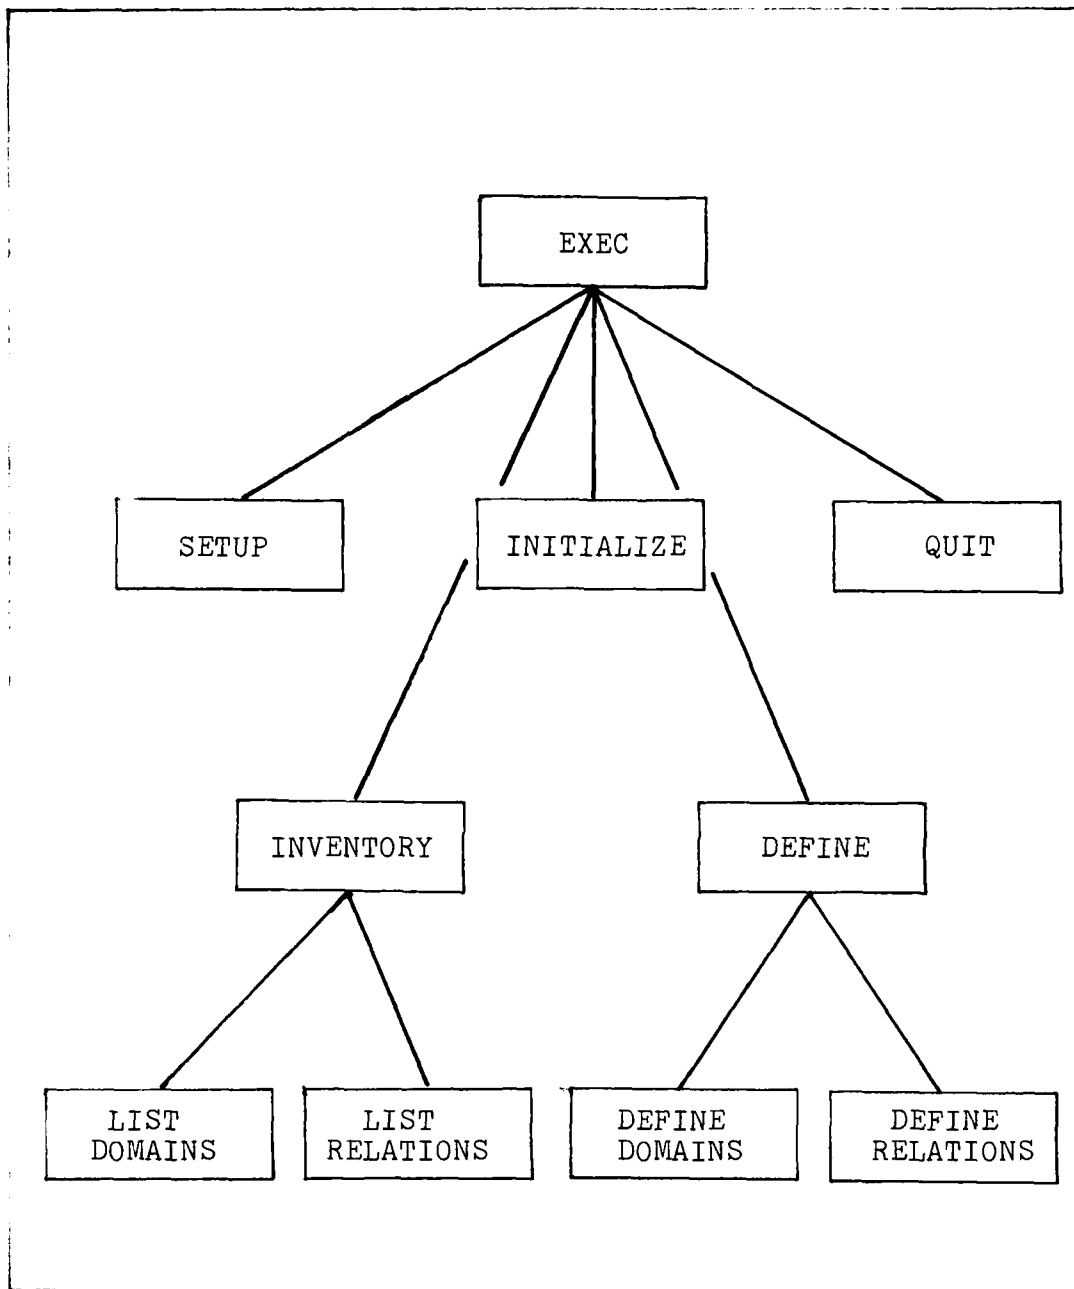 EXEC
SETUP
INITIALIZE
QUIT
INVENTORY
DEFINE
LIST
DOMAINS
LIST
RELATIONS
DEFINE
DOMAINS
DEFINE
RELATIONS